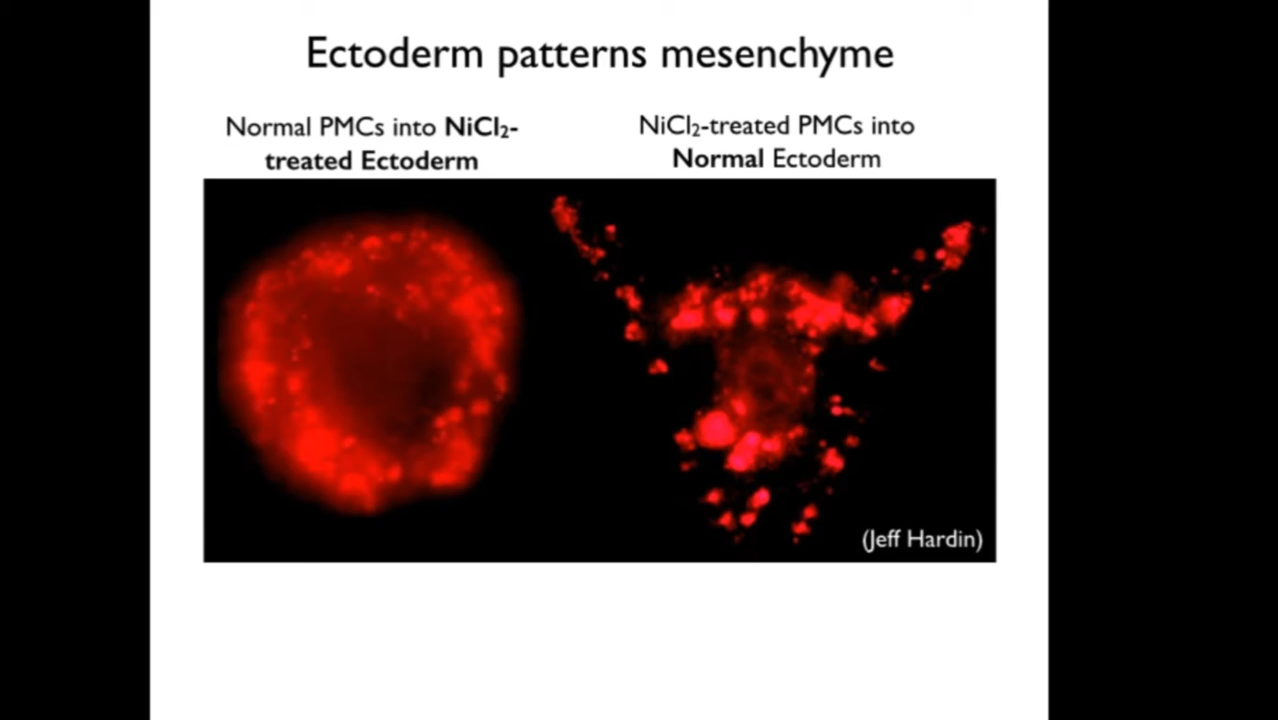 Ectoderm patterns mesenchyme
Normal PMCs into NiCl₂-
treated Ectoderm
NiCl₂-treated PMCs into
Normal Ectoderm
(Jeff Hardin)